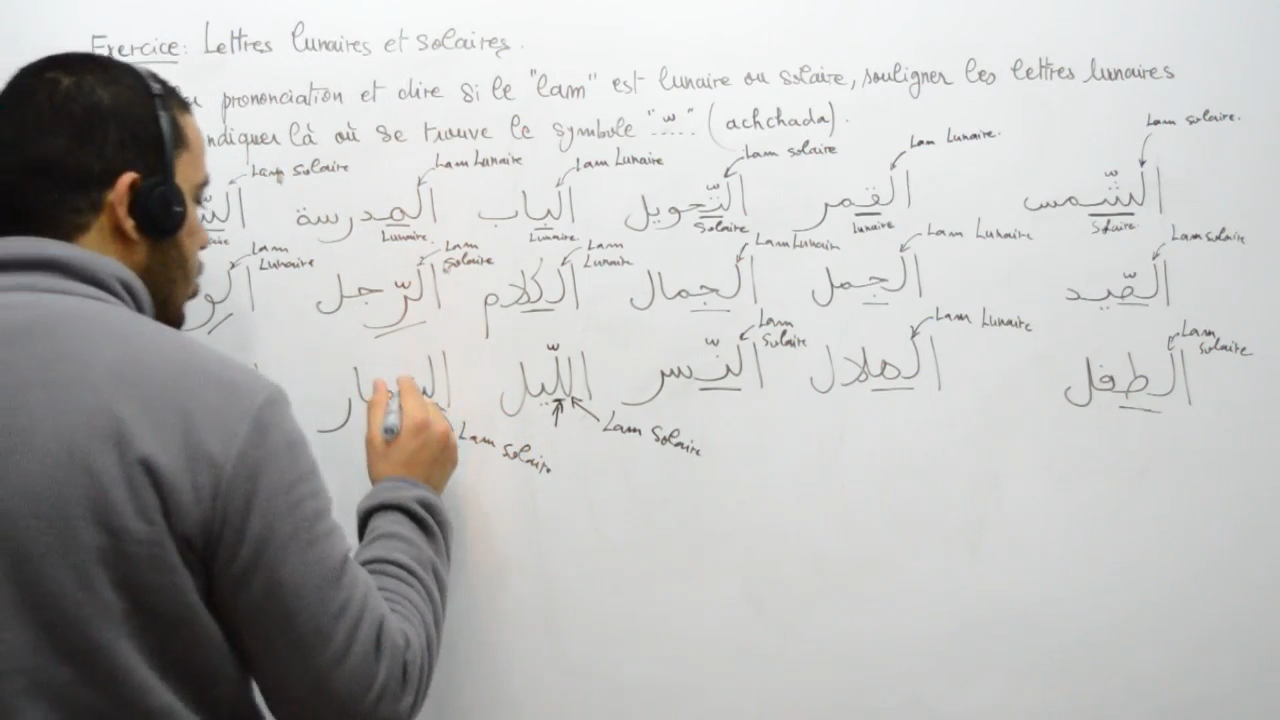 Exercice: Lettres lunaires et solaires.
prononciation et dire si le "lam" est lunaire ou solaire, souligner les lettres lunaires
ndiquer là où se trouve le symbole "ّ....." (achchada).
Lam solaire Lam Lunaire Lam Lunaire Lam solaire Lam Lunaire. Lam solaire.
الشّمس القمر التّحويل الباب المدرسة
Solaire Lunaire Solaire Lunaire Lunaire.
Lam Lunaire Lam solaire Lam Lunaire Lam Lunaire Lam Lunaire Lam solaire
الصّيد الجمل الجمال الكلام الرّجل
Lam Solaire Lam Lunaire Lam Solaire
الطفل الهلال النّسر اللّيل
Lam Solaire Lam Solaire